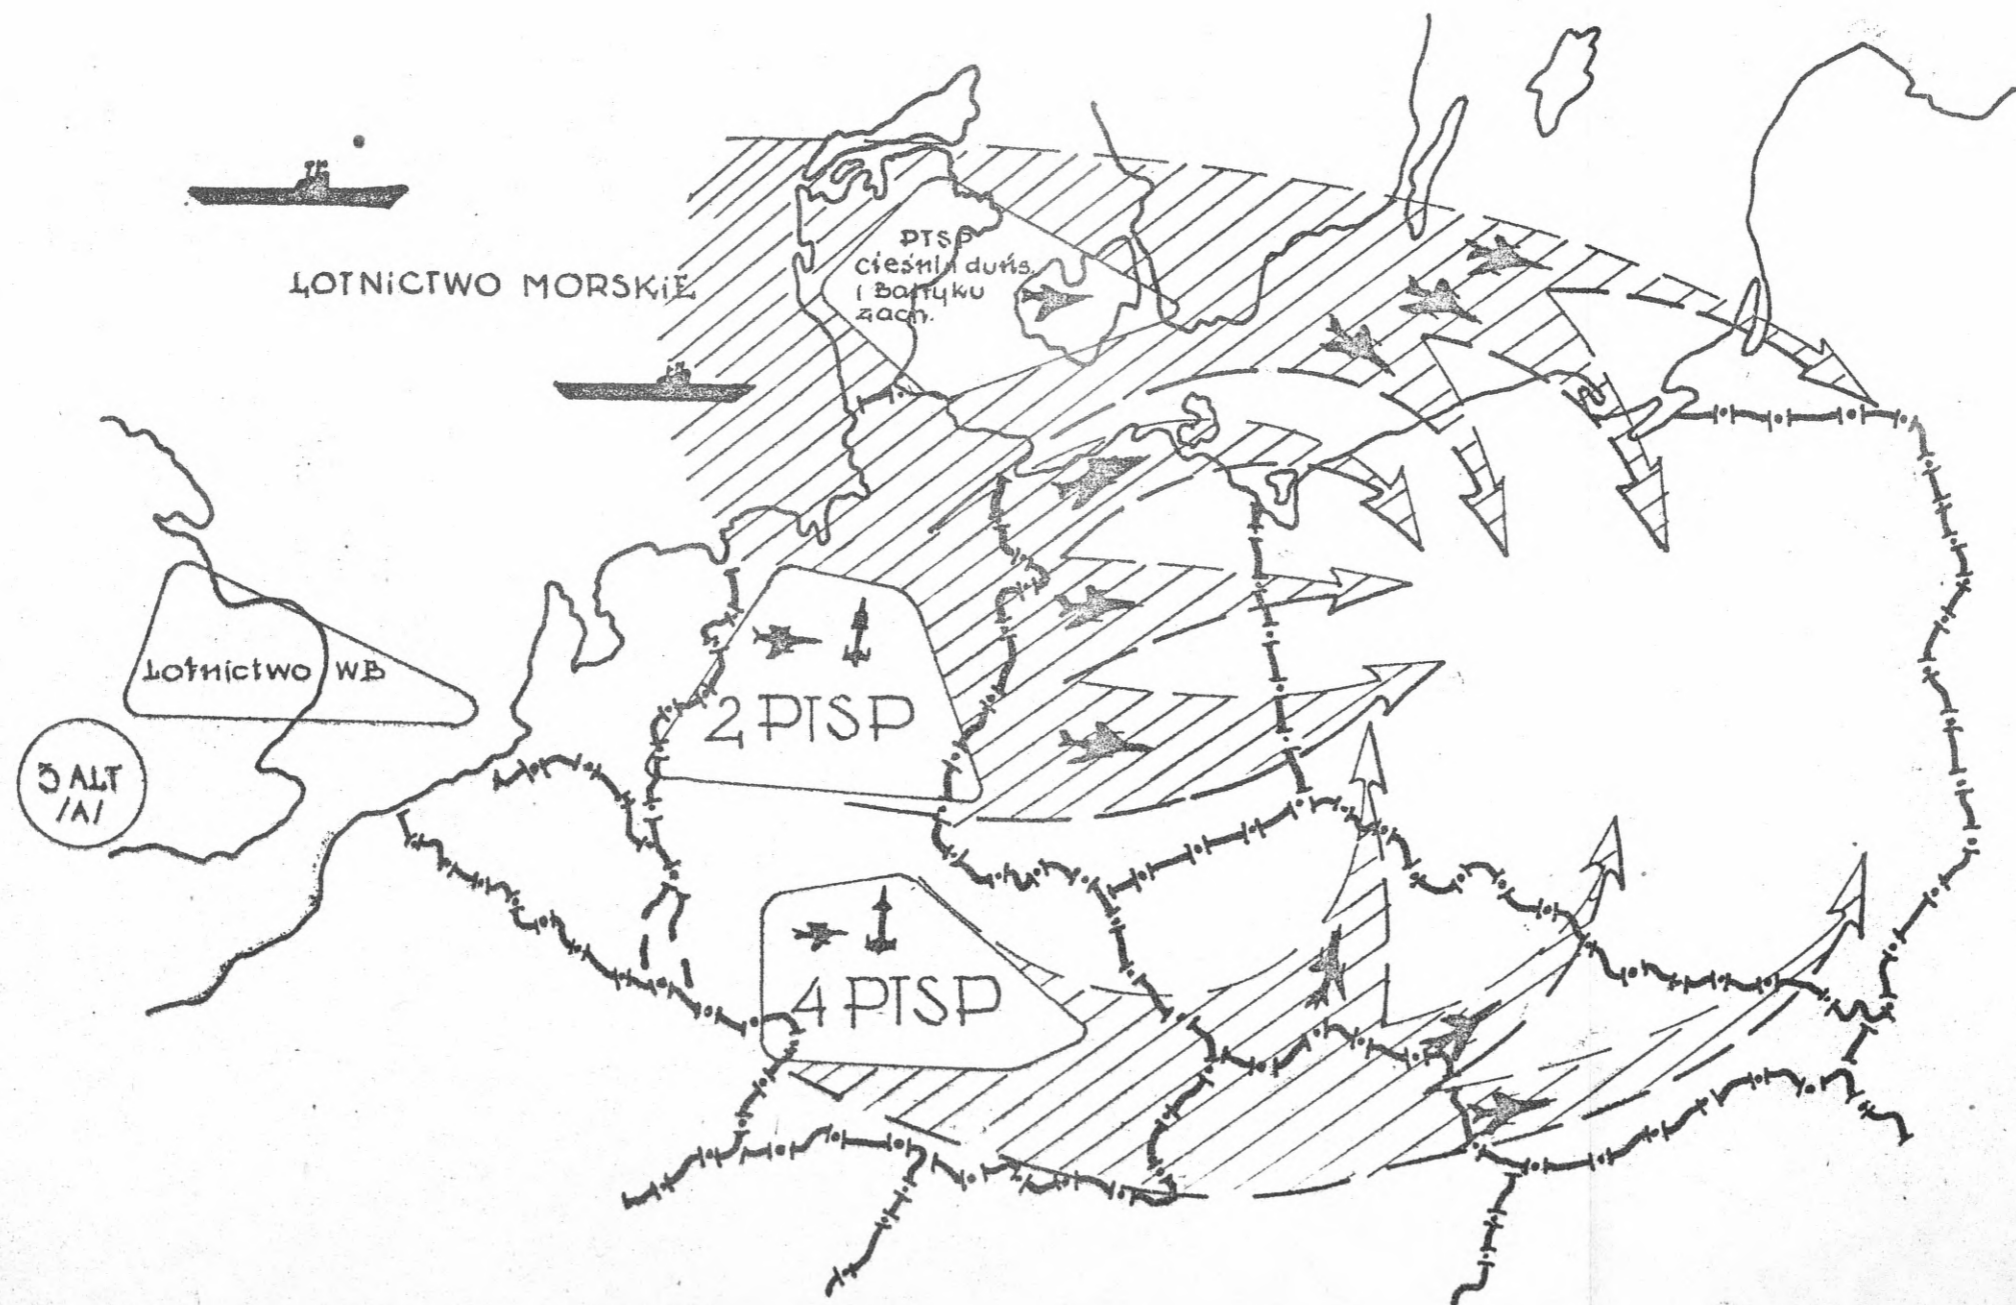 LOTNICTWO MORSKIE
PTSP
cieśnin duńs.
i Bałtyku
zach.
Lotnictwo WB
3 ALT
/A/
2 PTSP
4 PTSP